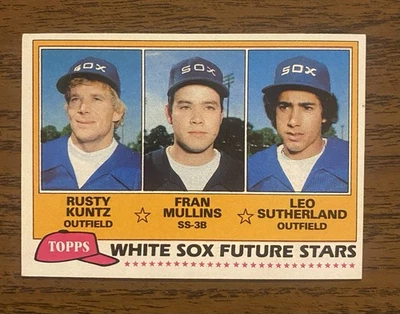 SOX
SOX
SOX
RUSTY KUNTZ
OUTFIELD
FRAN MULLINS
SS-3B
LEO SUTHERLAND
OUTFIELD
TOPPS
WHITE SOX FUTURE STARS